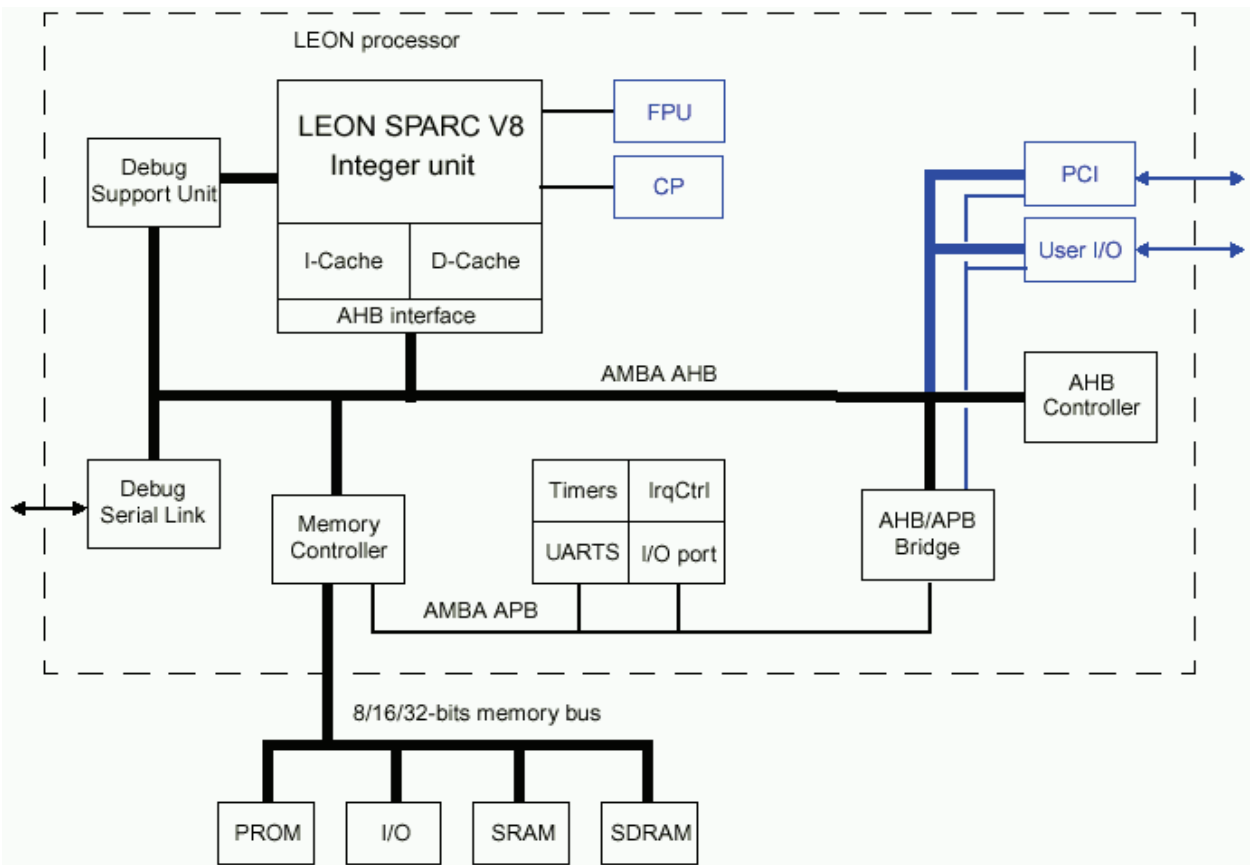 LEON processor
LEON SPARC V8
Integer unit
FPU
CP
Debug
Support Unit
PCI
User I/O
I-Cache
D-Cache
AHB interface
AMBA AHB
AHB
Controller
Debug
Serial Link
Memory
Controller
Timers
IrqCtrl
UARTS
I/O port
AHB/APB
Bridge
AMBA APB
8/16/32-bits memory bus
PROM
I/O
SRAM
SDRAM